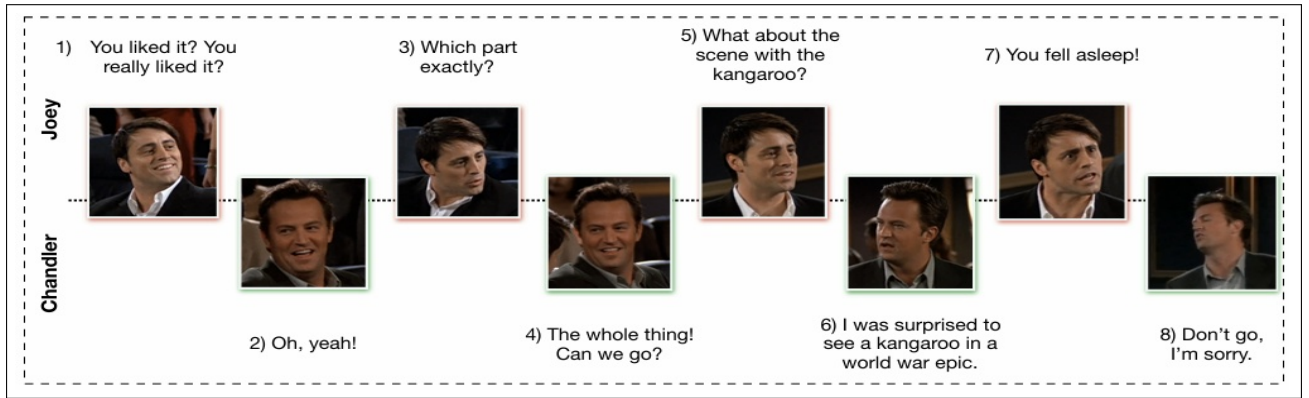 1) You liked it? You
really liked it?
3) Which part
exactly?
5) What about the
scene with the
kangaroo?
7) You fell asleep!
Joey
Chandler
2) Oh, yeah!
4) The whole thing!
Can we go?
6) I was surprised to
see a kangaroo in a
world war epic.
8) Don't go,
I'm sorry.